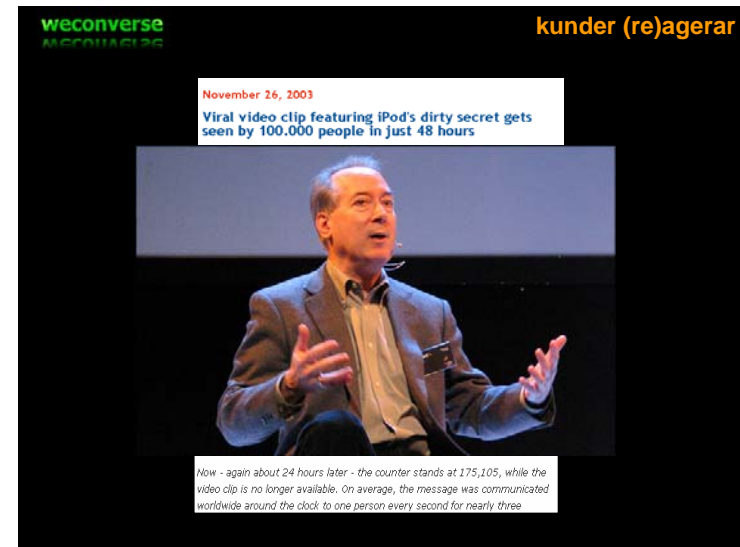 weconverse
kunder (re)agerar
November 26, 2003
Viral video clip featuring iPod's dirty secret gets
seen by 100.000 people in just 48 hours
Now - again about 24 hours later - the counter stands at 175,105, while the
video clip is no longer available. On average, the message was communicated
worldwide around the clock to one person every second for nearly three